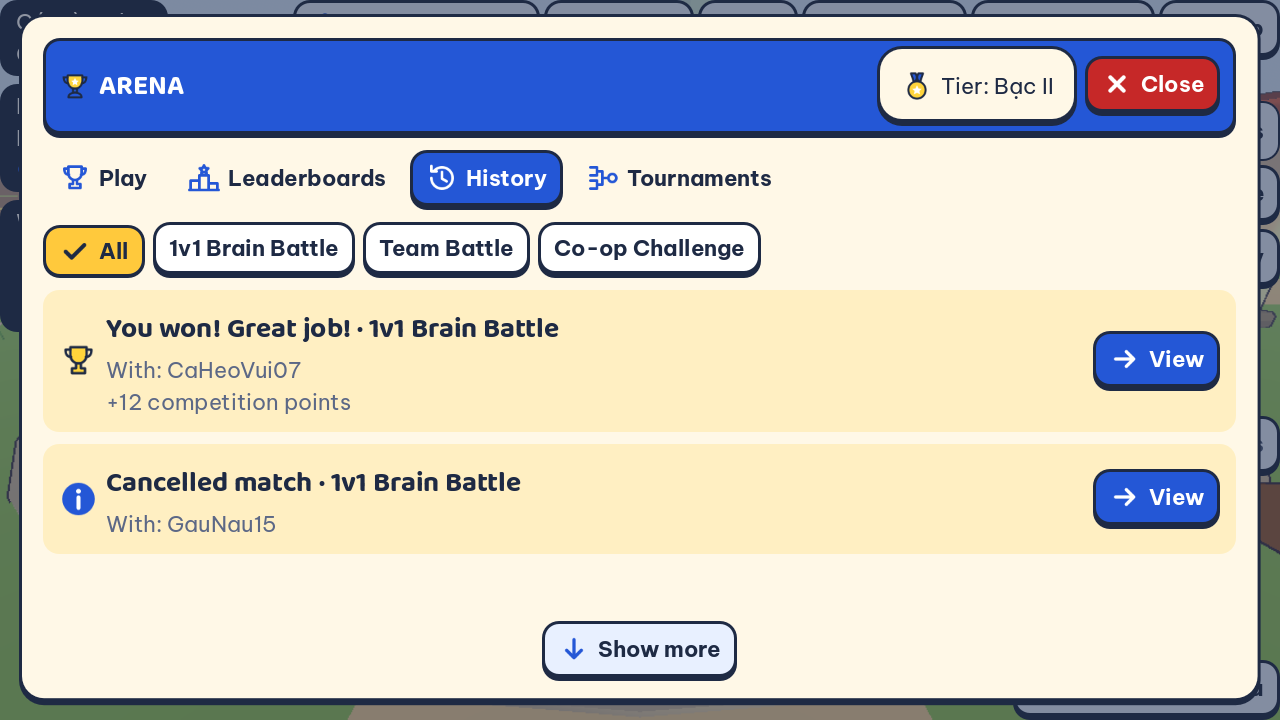 ARENA
Tier: Bạc II
Close
Play
Leaderboards
History
Tournaments
All
1v1 Brain Battle
Team Battle
Co-op Challenge
You won! Great job! · 1v1 Brain Battle
With: CaHeoVui07
+12 competition points
View
Cancelled match · 1v1 Brain Battle
With: GauNau15
View
Show more